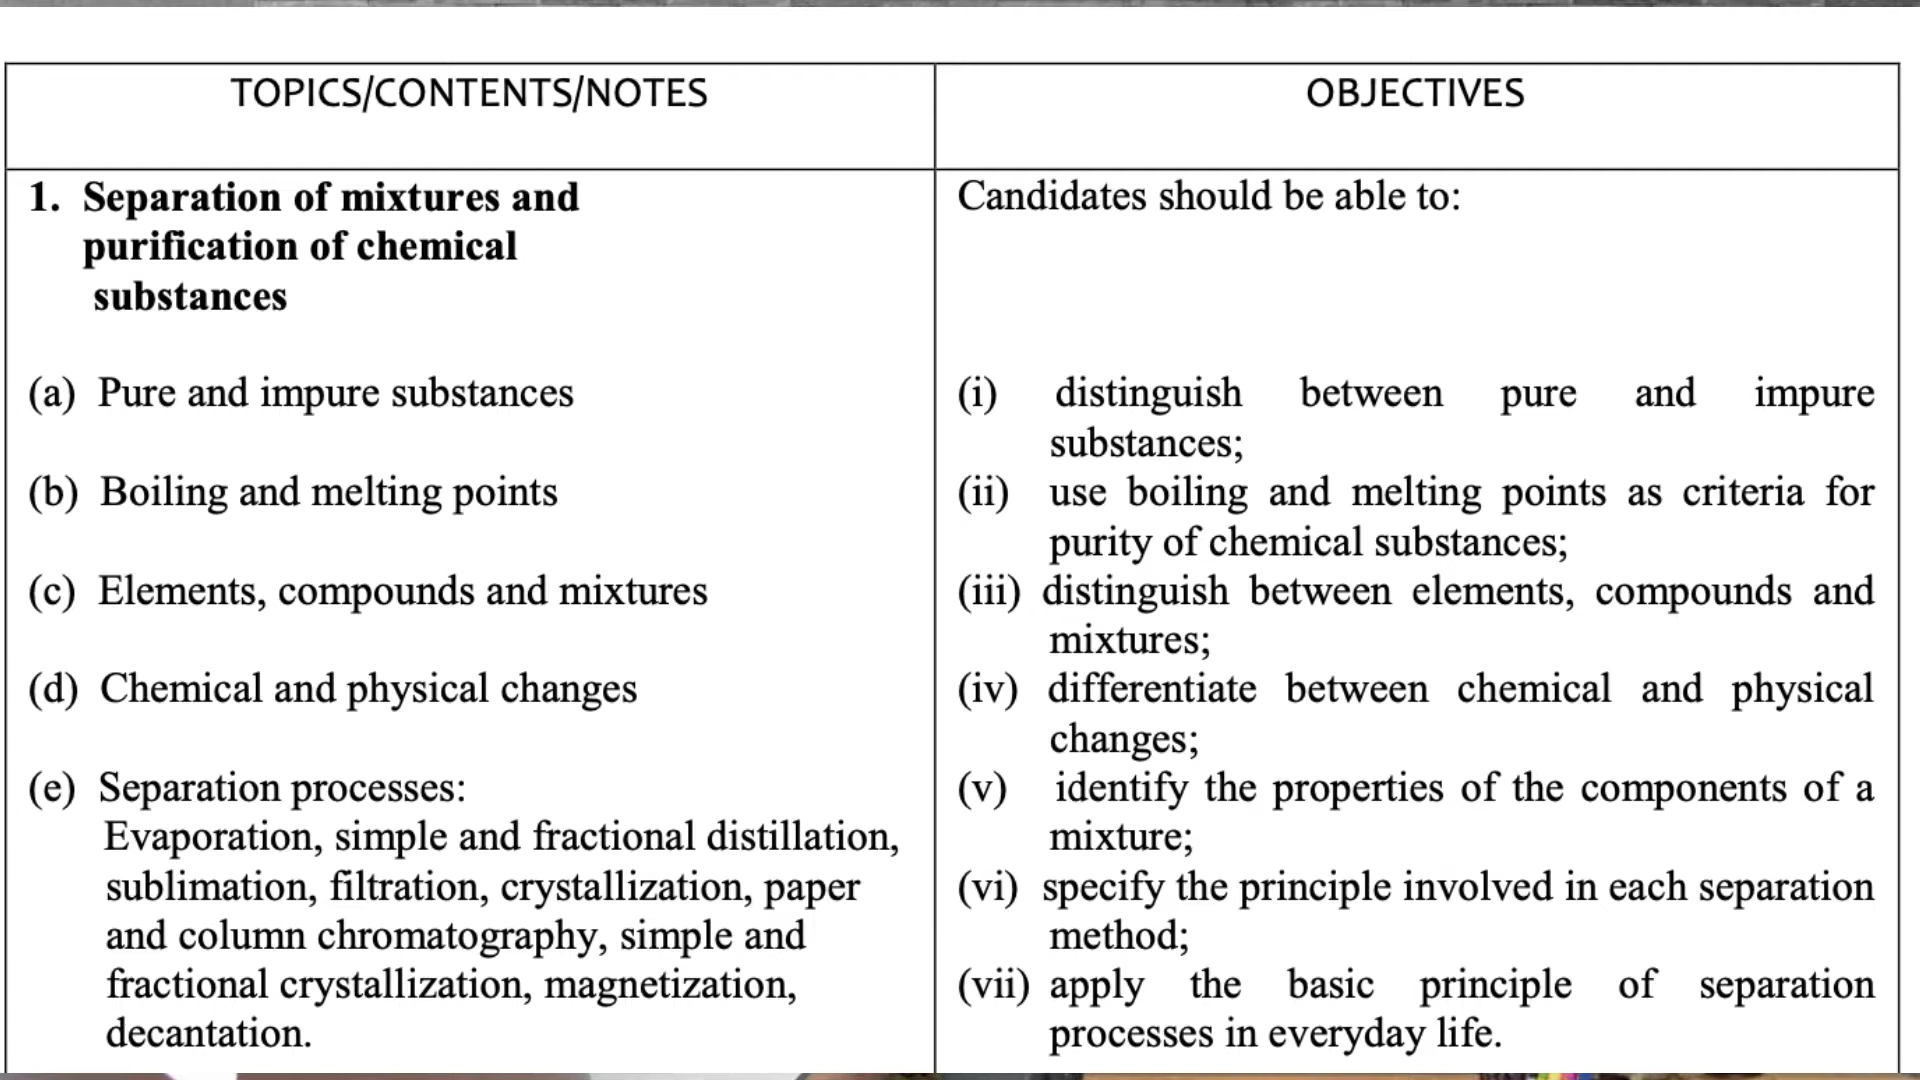 TOPICS/CONTENTS/NOTES
OBJECTIVES
1. Separation of mixtures and
purification of chemical
substances
(a) Pure and impure substances
(b) Boiling and melting points
(c) Elements, compounds and mixtures
(d) Chemical and physical changes
(e) Separation processes:
Evaporation, simple and fractional distillation,
sublimation, filtration, crystallization, paper
and column chromatography, simple and
fractional crystallization, magnetization,
decantation.
Candidates should be able to:
(i) distinguish between pure and impure
substances;
(ii) use boiling and melting points as criteria for
purity of chemical substances;
(iii) distinguish between elements, compounds and
mixtures;
(iv) differentiate between chemical and physical
changes;
(v) identify the properties of the components of a
mixture;
(vi) specify the principle involved in each separation
method;
(vii) apply the basic principle of separation
processes in everyday life.